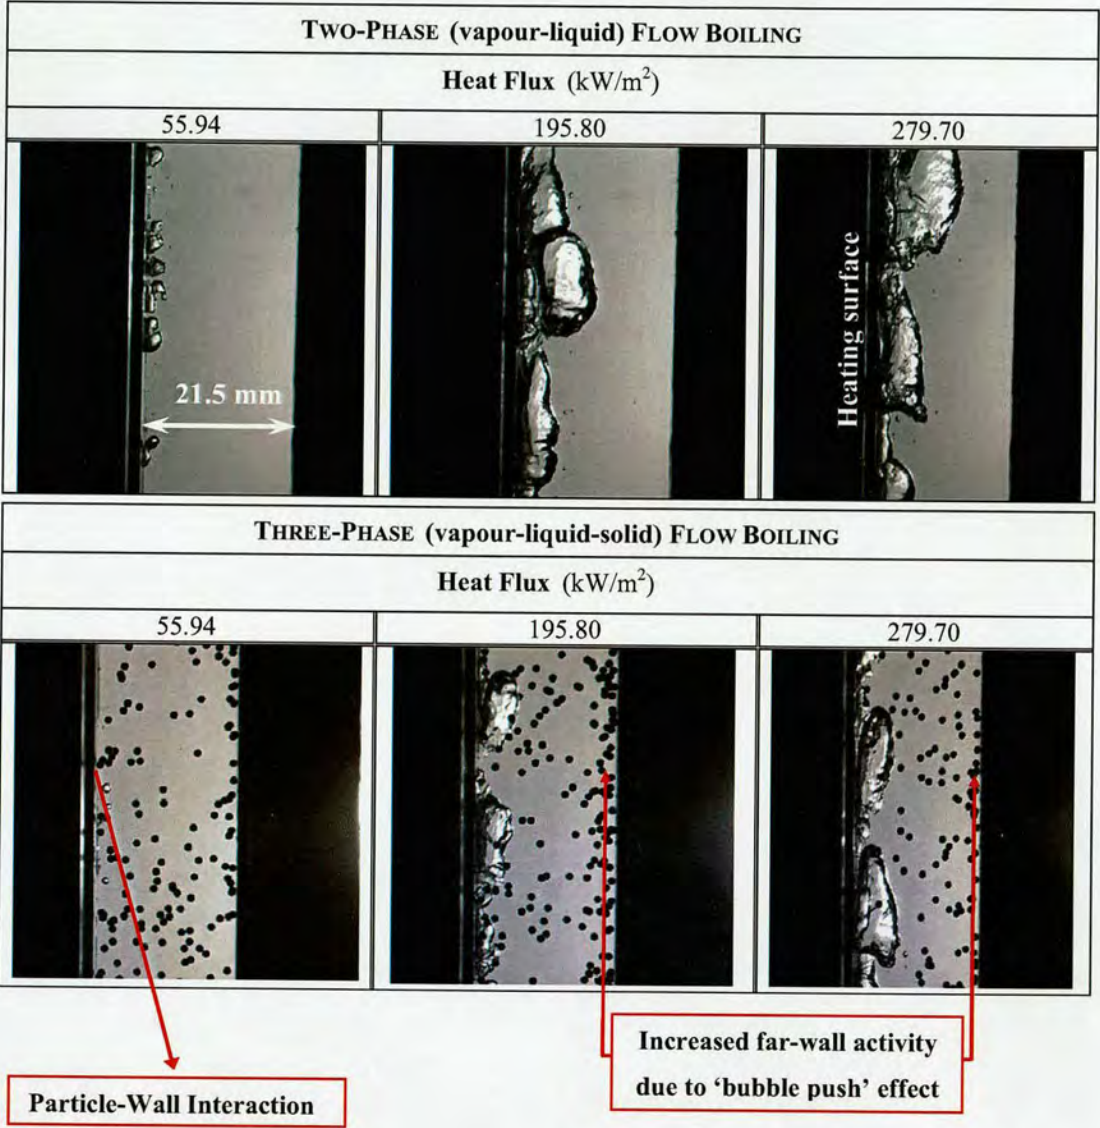 TWO-PHASE (vapour-liquid) FLOW BOILING
Heat Flux (kW/m²)
55.94 195.80 279.70
21.5 mm
Heating surface
THREE-PHASE (vapour-liquid-solid) FLOW BOILING
Heat Flux (kW/m²)
55.94 195.80 279.70
Increased far-wall activity
due to ‘bubble push’ effect
Particle-Wall Interaction